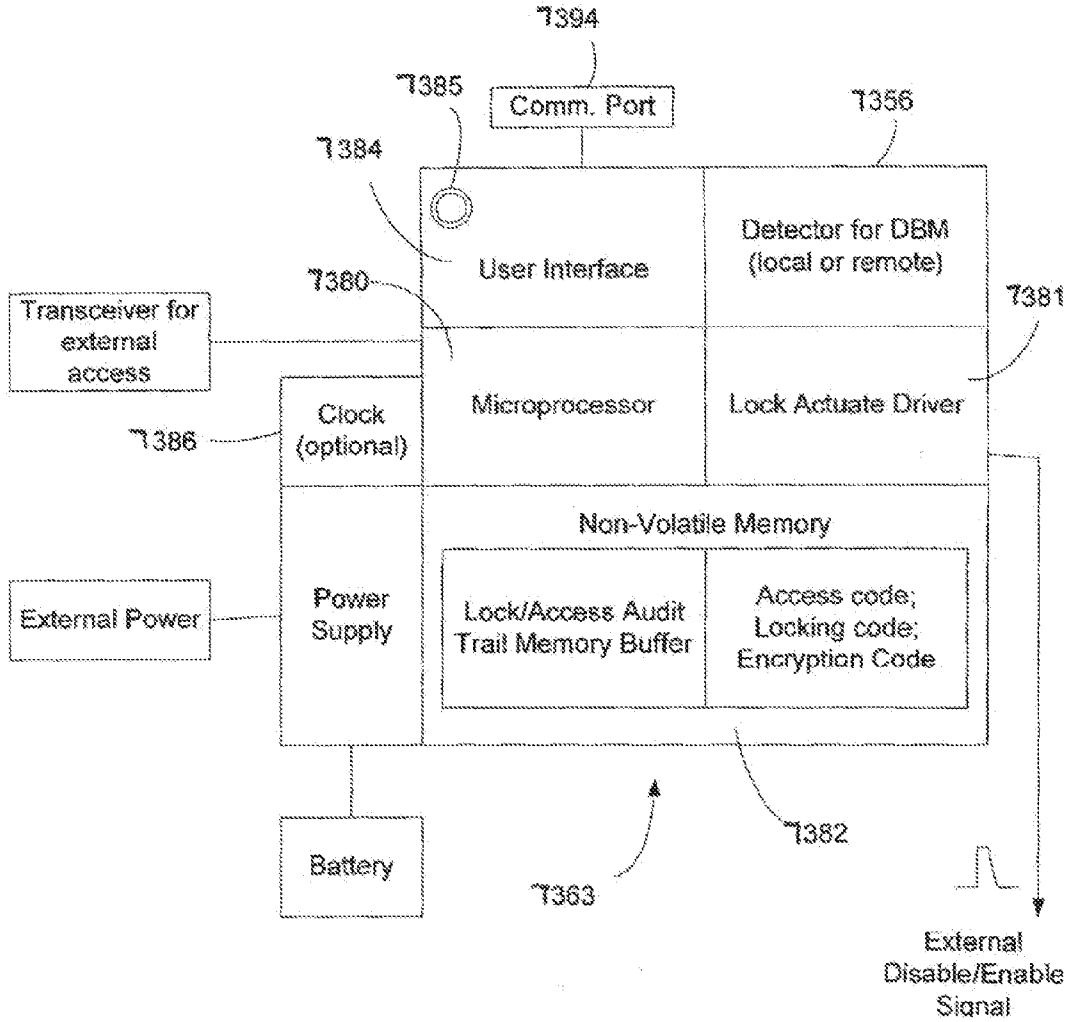 7394
7385
Comm. Port
7356
7384
Detector for DBM
(local or remote)
User Interface
7380
7381
Transceiver for
external
access
Microprocessor
Lock Actuate Driver
Clock
(optional)
7386
Non-Volatile Memory
External Power
Power
Supply
Lock/Access Audit
Trail Memory Buffer
Access code;
Locking code;
Encryption Code
7382
Battery
7363
External
Disable/Enable
Signal